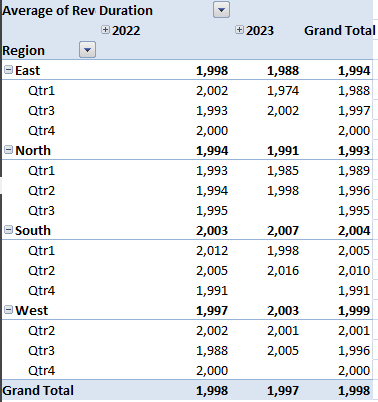 Average of Rev Duration
2022 2023 Grand Total
Region
East 1,998 1,988 1,994
Qtr1 2,002 1,974 1,988
Qtr3 1,993 2,002 1,997
Qtr4 2,000 2,000
North 1,994 1,991 1,993
Qtr1 1,993 1,985 1,989
Qtr2 1,994 1,998 1,996
Qtr3 1,995 1,995
South 2,003 2,007 2,004
Qtr1 2,012 1,998 2,005
Qtr2 2,005 2,016 2,010
Qtr4 1,991 1,991
West 1,997 2,003 1,999
Qtr2 2,002 2,001 2,001
Qtr3 1,988 2,005 1,996
Qtr4 2,000 2,000
Grand Total 1,998 1,997 1,998